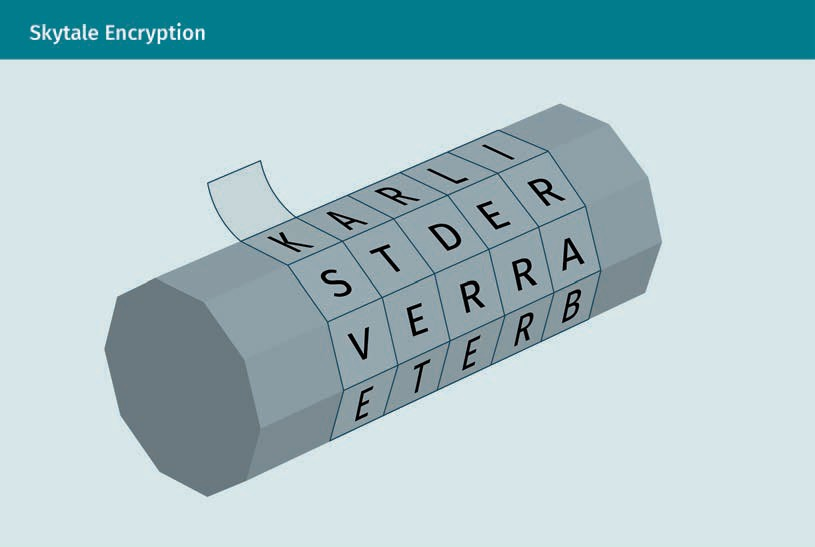 Skytale Encryption
KARLI
STDER
VERRA
ETERB